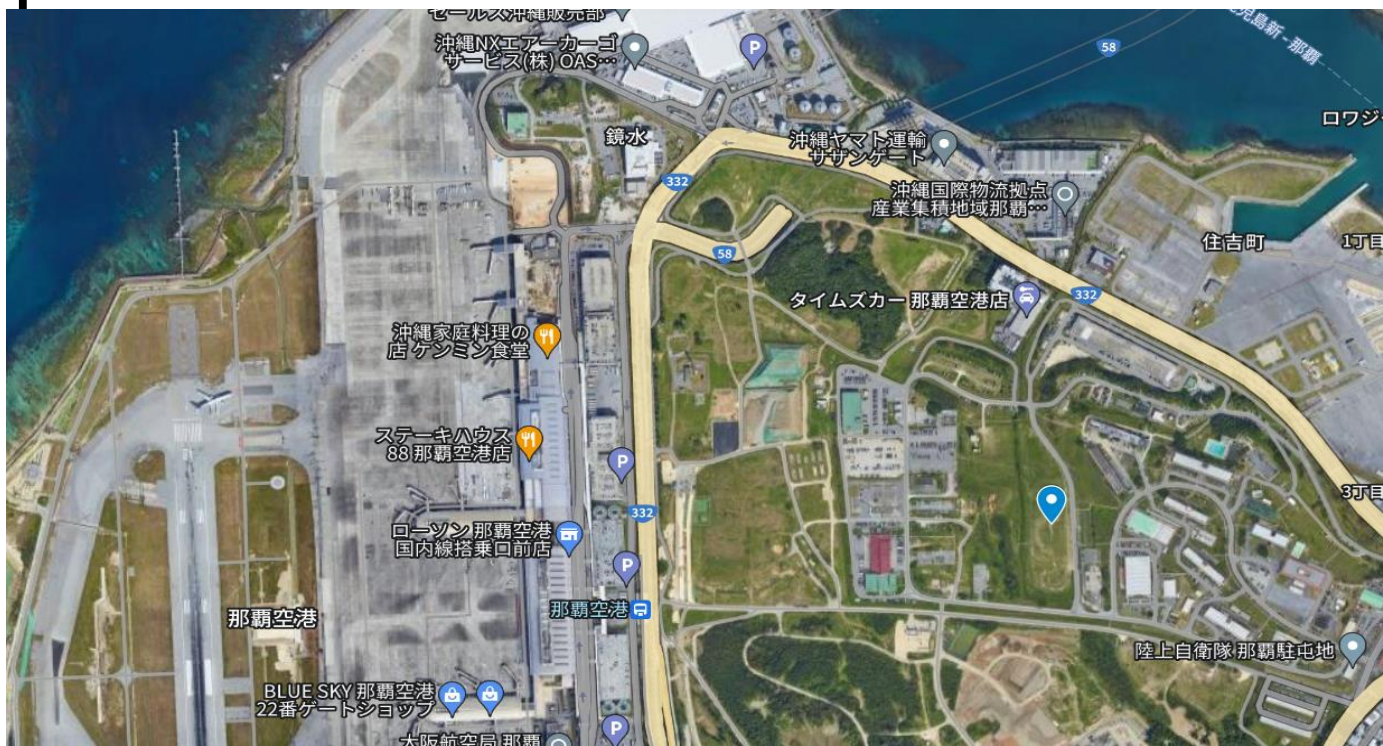 セールス沖縄販売部
沖縄NXエアーカーゴ
サービス(株) OAS…
P
58
児島新 - 那覇
ロワジ
鏡水
沖縄ヤマト運輸
サザンゲート
332
沖縄国際物流拠点
産業集積地域那覇…
住吉町
1丁目
58
タイムズカー 那覇空港店
332
沖縄家庭料理の
店 ケンミン食堂
ステーキハウス
88 那覇空港店
P
3丁目
332
ローソン 那覇空港
国内線搭乗口前店
P
那覇空港
那覇空港
陸上自衛隊 那覇駐屯地
BLUE SKY 那覇空港
22番ゲートショップ
P
大阪航空局 那覇